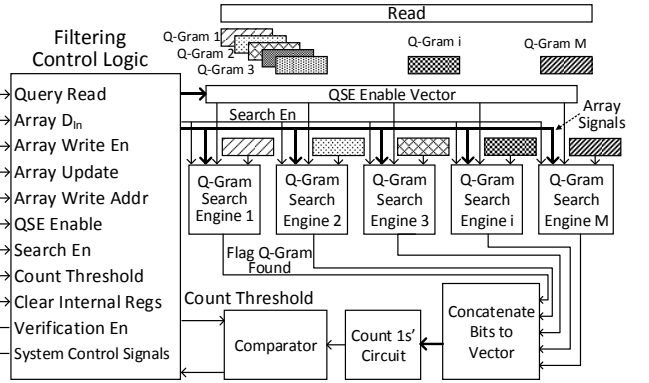 Read
Filtering
Control Logic
Q-Gram 1
Q-Gram 2
Q-Gram 3
Q-Gram i
Q-Gram M
Query Read
Array DIn
Array Write En
Array Update
Array Write Addr
QSE Enable
Search En
Count Threshold
Clear Internal Regs
Verification En
System Control Signals
QSE Enable Vector
Search En
Array
Signals
Q-Gram
Search
Engine 1
Q-Gram
Search
Engine 2
Q-Gram
Search
Engine 3
Q-Gram
Search
Engine i
Q-Gram
Search
Engine M
Flag Q-Gram
Found
Count Threshold
Comparator
Count 1s'
Circuit
Concatenate
Bits to
Vector